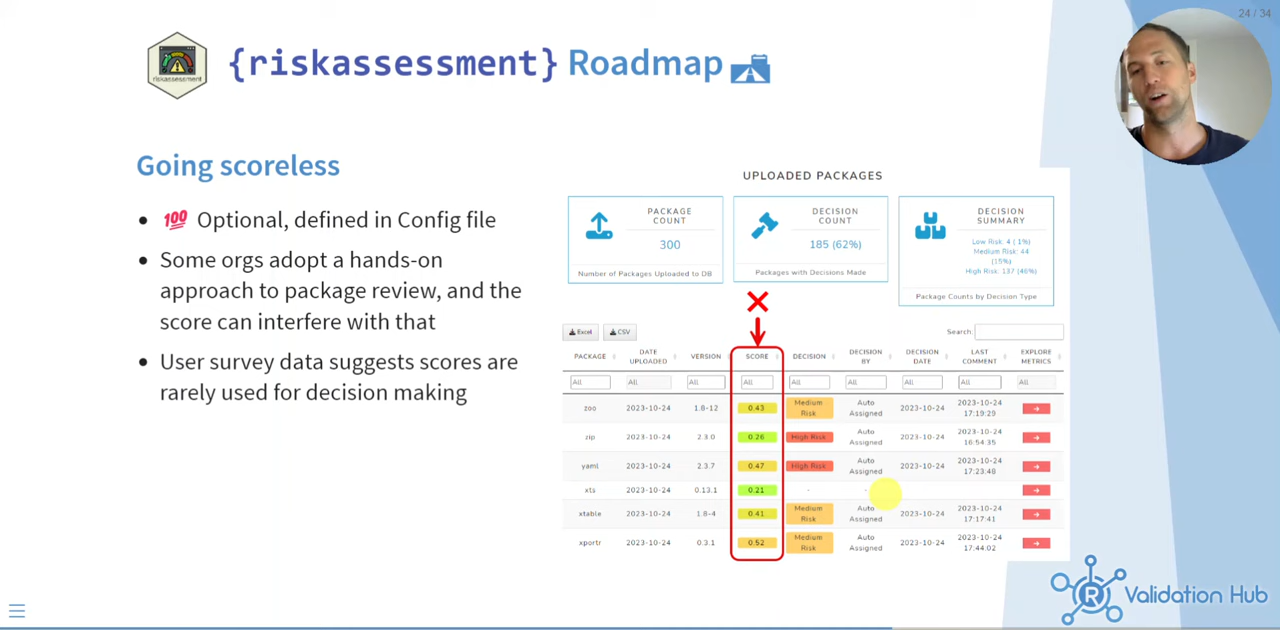 24 / 34
riskassessment
{riskassessment} Roadmap
Going scoreless
💯 Optional, defined in Config file
Some orgs adopt a hands-on
approach to package review, and the
score can interfere with that
User survey data suggests scores are
rarely used for decision making
UPLOADED PACKAGES
PACKAGE
COUNT
300
Number of Packages Uploaded to DB
DECISION
COUNT
185 (62%)
Packages with Decisions Made
DECISION
SUMMARY
Low Risk: 4 ( 1%)
Medium Risk: 44
(15%)
High Risk: 137 (46%)
Package Counts by Decision Type
Excel CSV Search:
PACKAGE DATE UPLOADED VERSION SCORE DECISION DECISION BY DECISION DATE LAST COMMENT EXPLORE METRICS
All All All All All All All All All
zoo 2023-10-24 1.8-12 0.43 Medium Risk Auto Assigned 2023-10-24 2023-10-24 17:19:29
zip 2023-10-24 2.3.0 0.26 High Risk Auto Assigned 2023-10-24 2023-10-24 16:54:35
yaml 2023-10-24 2.3.7 0.47 High Risk Auto Assigned 2023-10-24 2023-10-24 17:23:48
xts 2023-10-24 0.13.1 0.21 - -
xtable 2023-10-24 1.8-4 0.41 Medium Risk Auto Assigned 2023-10-24 2023-10-24 17:17:41
xportr 2023-10-24 0.3.1 0.52 Medium Risk Auto Assigned 2023-10-24 2023-10-24 17:44:02
R Validation Hub